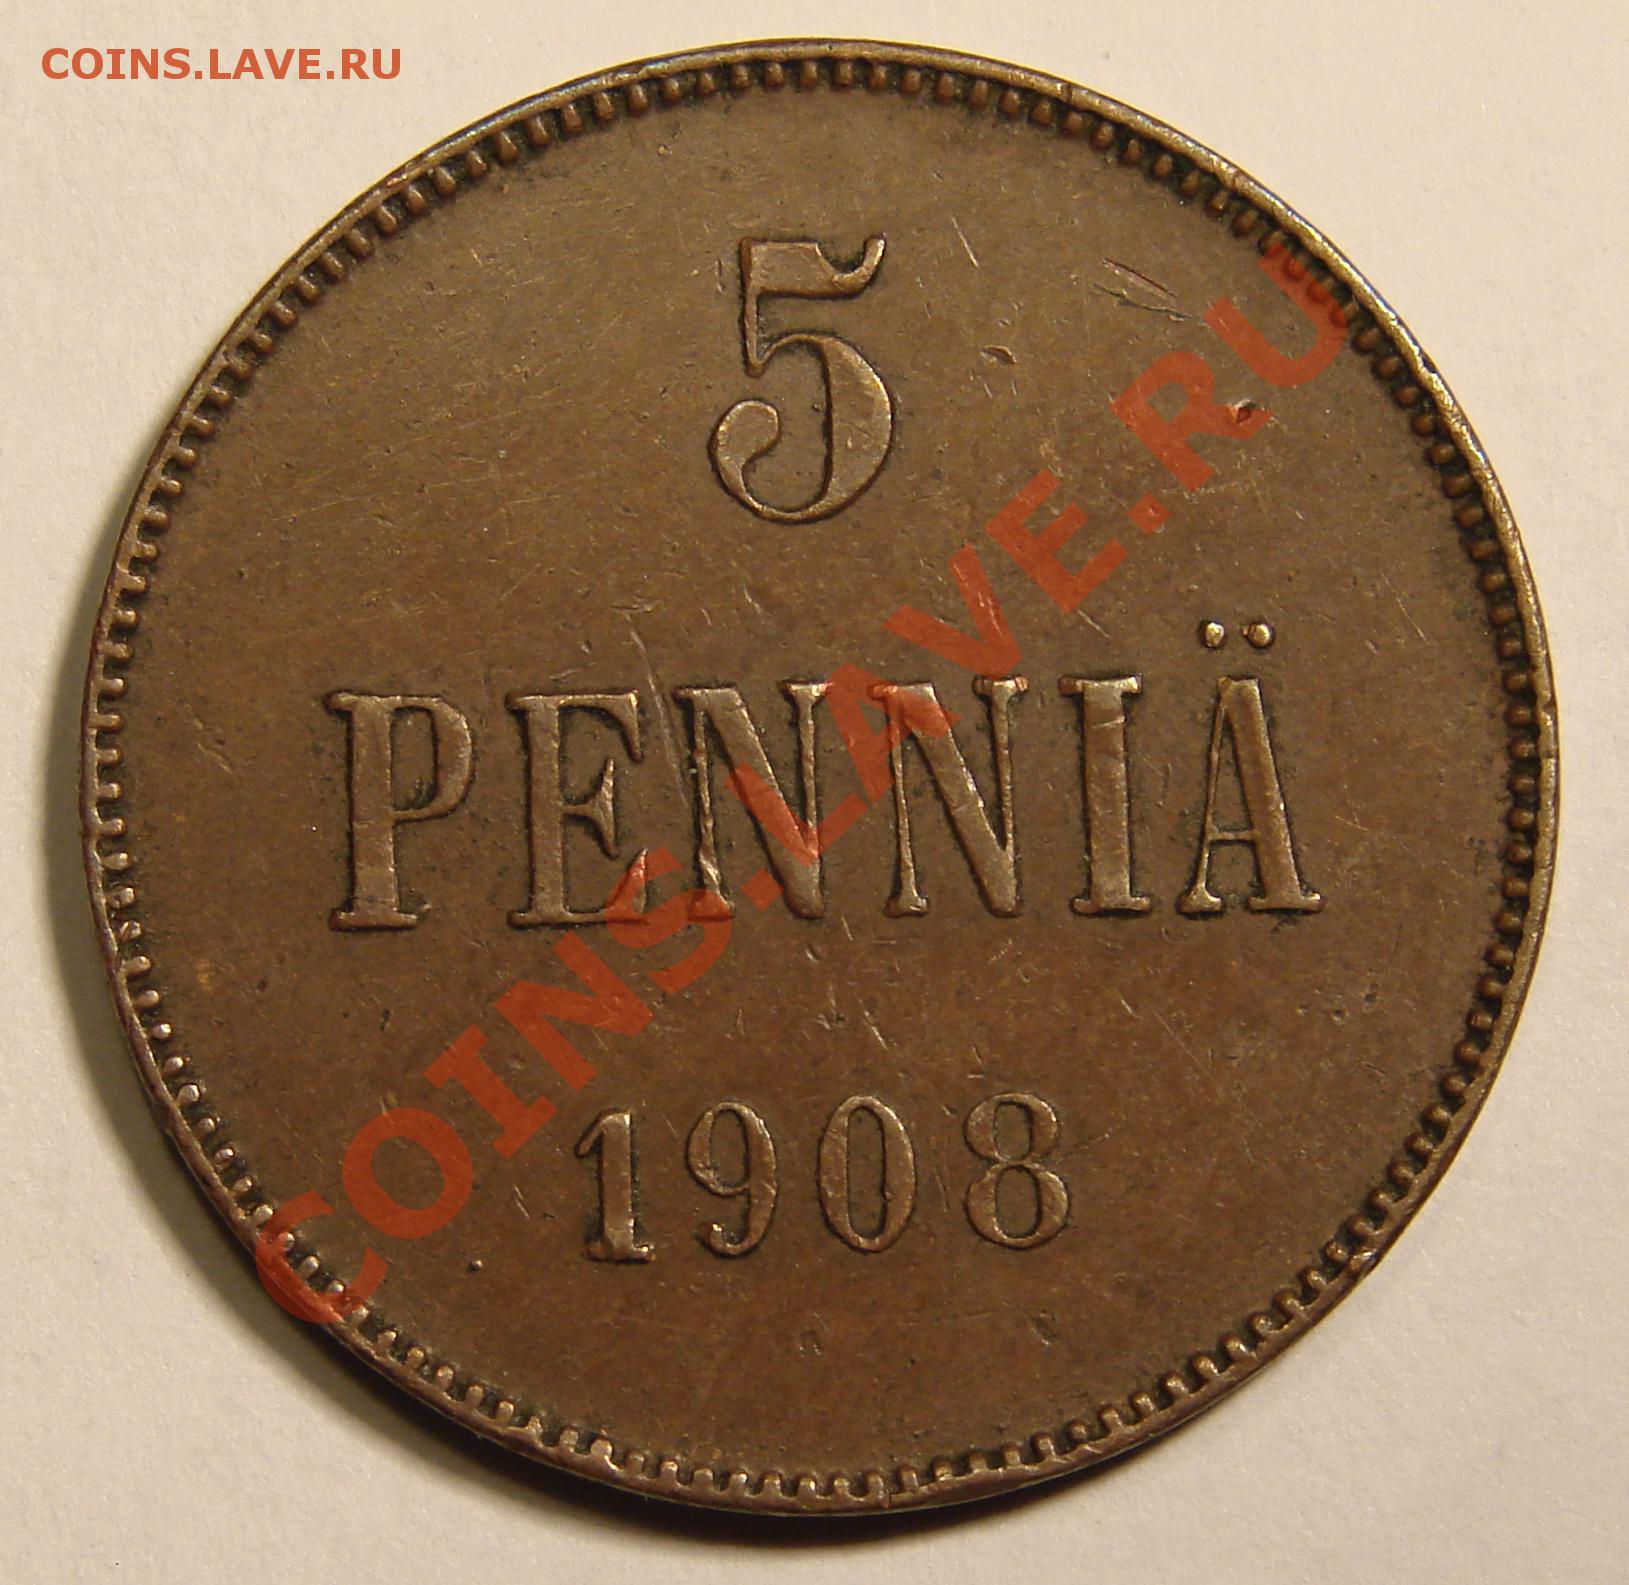 COINS.LAVE.RU
5
PENNIÄ
1908
COINS.LAVE.RU